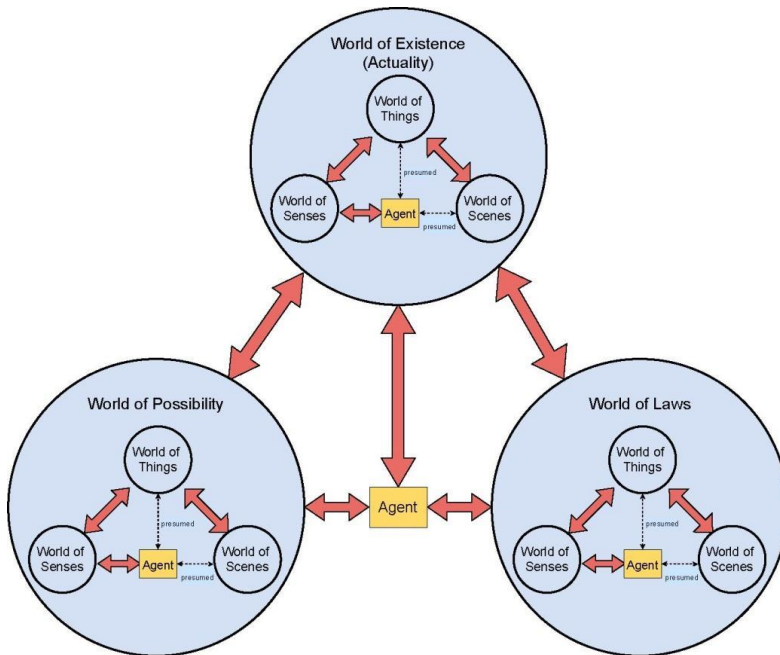 World of Existence
(Actuality)
World of
Things
presumed
World of
Senses
Agent
World of
Scenes
presumed
World of Possibility
World of
Things
presumed
World of
Senses
Agent
World of
Scenes
presumed
Agent
World of Laws
World of
Things
presumed
World of
Senses
Agent
World of
Scenes
presumed